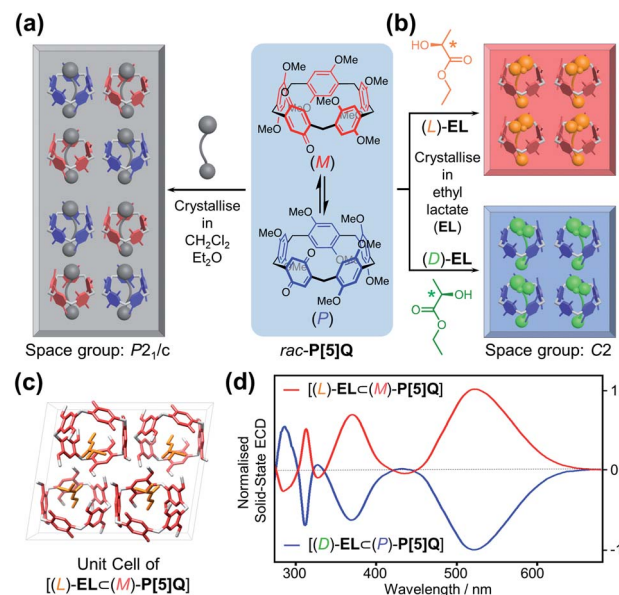 (a)
Crystallise
in
CH2Cl2
Et2O
Space group: P21/c
OMe
MeO
OMe
O
OMe
MeO
MeO
OMe
O
(M)
MeO
OMe
OMe
O
OMe
OMe
O
OMe
MeO
(P)
rac-P[5]Q
(b)
HO
*
O
O
(L)-EL
Crystallise
in
ethyl
lactate
(EL)
(D)-EL
*
OH
O
O
Space group: C2
(c)
Unit Cell of
[(L)-EL⊂(M)-P[5]Q]
(d)
[(L)-EL⊂(M)-P[5]Q]
[(D)-EL⊂(P)-P[5]Q]
Normalised
Solid-State ECD
1
0
-1
300 400 500 600
Wavelength / nm